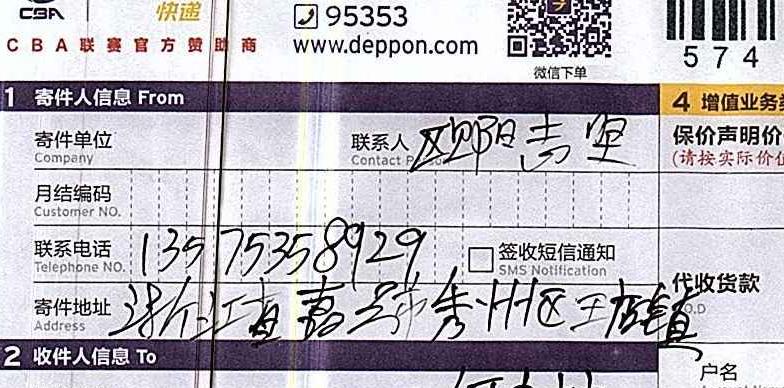 CBA 快递 95353
CBA联赛官方赞助商 www.deppon.com
微信下单
574
1 寄件人信息 From
4 增值业务
寄件单位 Company
联系人 Contact 欧阳吉坚
保价声明价
(请按实际价值
月结编码 Customer NO.
联系电话 Telephone NO. 13575358929 签收短信通知 SMS Notification
代收货款
寄件地址 Address 浙江省嘉兴市秀州区王店镇
2 收件人信息 To
户名